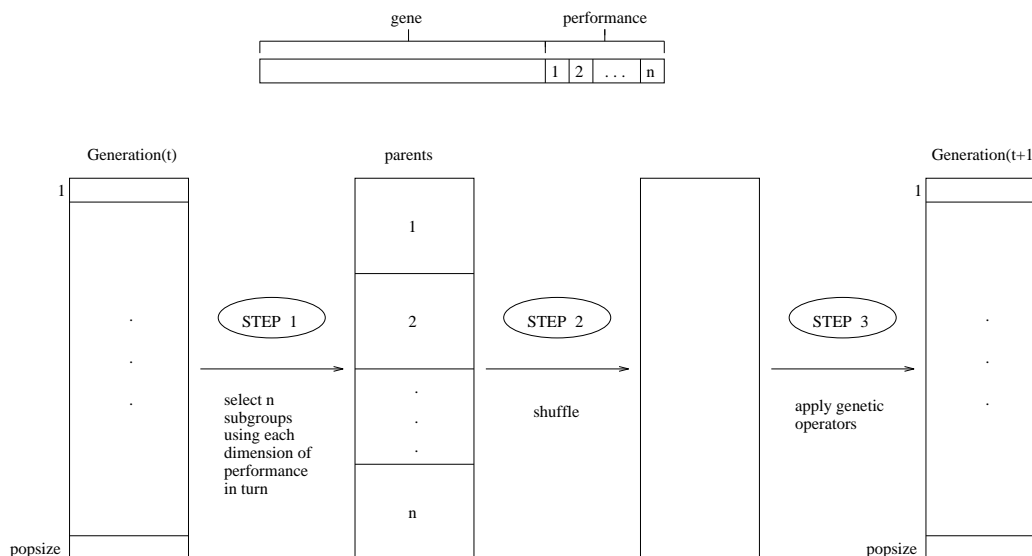 gene performance
1 2 . . . n
Generation(t) parents Generation(t+1
1 1
1
STEP 1 2 STEP 2 STEP 3
select n
subgroups
using each
dimension of
performance
in turn
shuffle
apply genetic
operators
n
popsize popsize